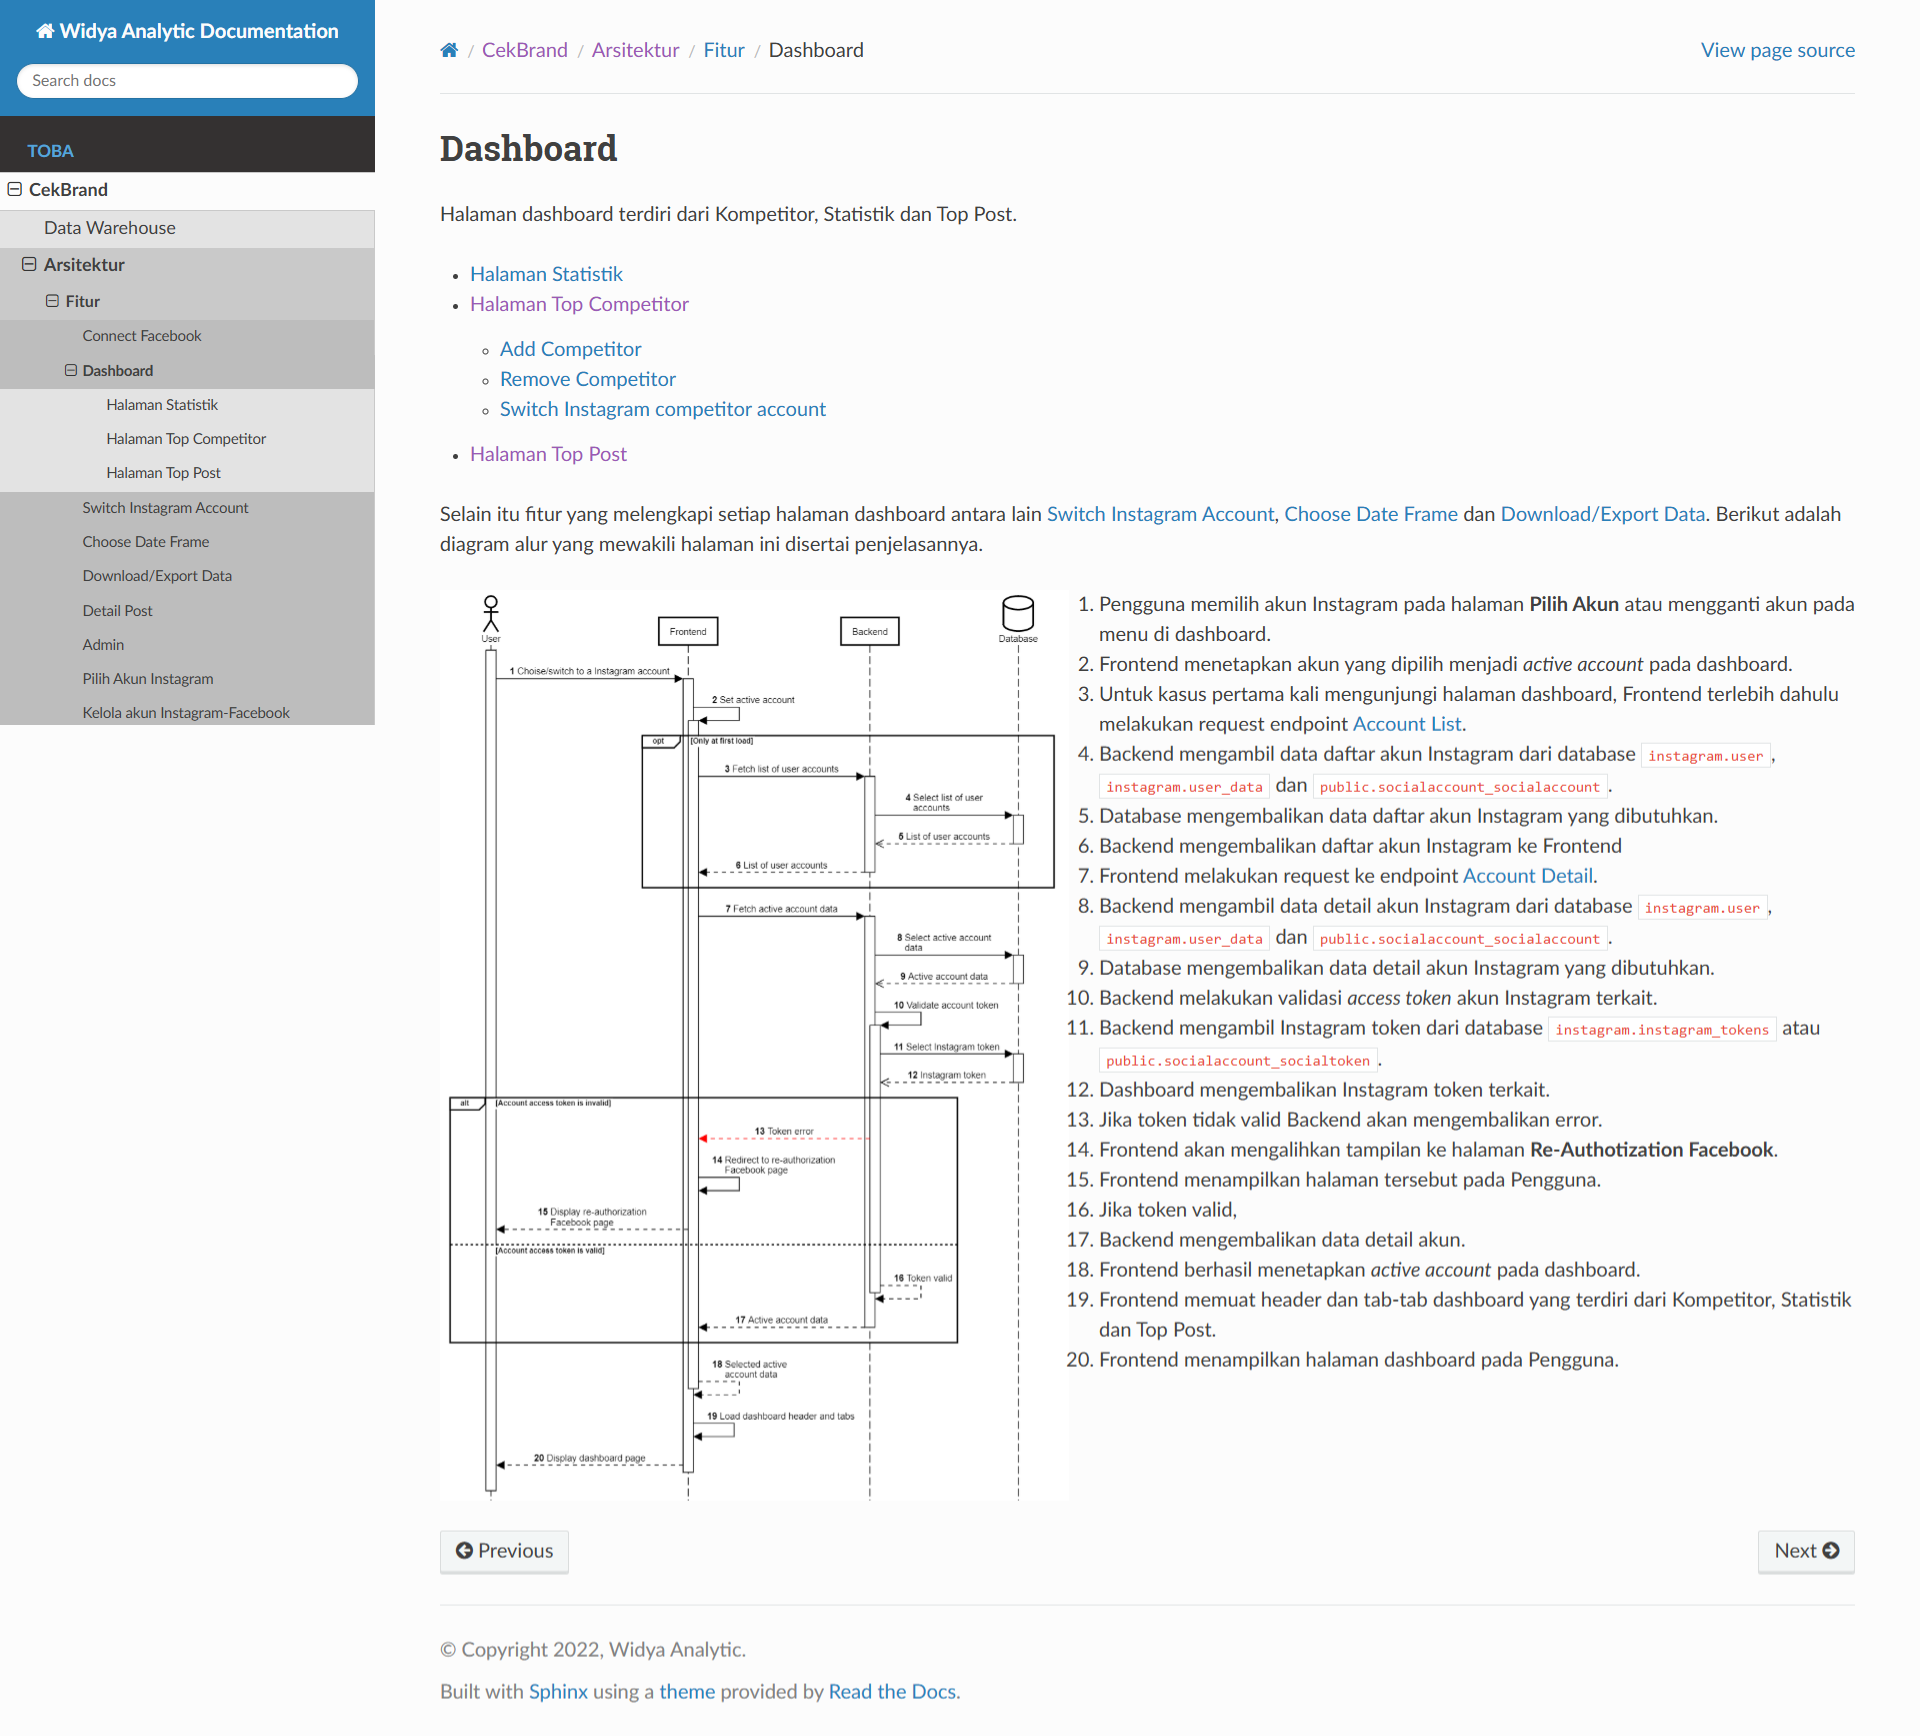 Widya Analytic Documentation
Search docs
TOBA
CekBrand
Data Warehouse
Arsitektur
Fitur
Connect Facebook
Dashboard
Halaman Statistik
Halaman Top Competitor
Halaman Top Post
Switch Instagram Account
Choose Date Frame
Download/Export Data
Detail Post
Admin
Pilih Akun Instagram
Kelola akun Instagram-Facebook
/ CekBrand / Arsitektur / Fitur / Dashboard
View page source
Dashboard
Halaman dashboard terdiri dari Kompetitor, Statistik dan Top Post.
• Halaman Statistik
• Halaman Top Competitor
◦ Add Competitor
◦ Remove Competitor
◦ Switch Instagram competitor account
• Halaman Top Post
Selain itu fitur yang melengkapi setiap halaman dashboard antara lain Switch Instagram Account, Choose Date Frame dan Download/Export Data. Berikut adalah
diagram alur yang mewakili halaman ini disertai penjelasannya.
User
Frontend
Backend
Database
1 Choise/switch to a Instagram account
2 Set active account
opt
[Only at first load]
3 Fetch list of user accounts
4 Select list of user
accounts
5 List of user accounts
6 List of user accounts
7 Fetch active account data
8 Select active account
data
9 Active account data
10 Validate account token
11 Select Instagram token
12 Instagram token
alt
[Account access token is invalid]
13 Token error
14 Redirect to re-authorization
Facebook page
15 Display re-authorization
Facebook page
[Account access token is valid]
16 Token valid
17 Active account data
18 Selected active
account data
19 Load dashboard header and tabs
20 Display dashboard page
1. Pengguna memilih akun Instagram pada halaman Pilih Akun atau mengganti akun pada
menu di dashboard.
2. Frontend menetapkan akun yang dipilih menjadi active account pada dashboard.
3. Untuk kasus pertama kali mengunjungi halaman dashboard, Frontend terlebih dahulu
melakukan request endpoint Account List.
4. Backend mengambil data daftar akun Instagram dari database instagram.user,
instagram.user_data dan public.socialaccount_socialaccount.
5. Database mengembalikan data daftar akun Instagram yang dibutuhkan.
6. Backend mengembalikan daftar akun Instagram ke Frontend
7. Frontend melakukan request ke endpoint Account Detail.
8. Backend mengambil data detail akun Instagram dari database instagram.user,
instagram.user_data dan public.socialaccount_socialaccount.
9. Database mengembalikan data detail akun Instagram yang dibutuhkan.
10. Backend melakukan validasi access token akun Instagram terkait.
11. Backend mengambil Instagram token dari database instagram.instagram_tokens atau
public.socialaccount_socialtoken.
12. Dashboard mengembalikan Instagram token terkait.
13. Jika token tidak valid Backend akan mengembalikan error.
14. Frontend akan mengalihkan tampilan ke halaman Re-Authotization Facebook.
15. Frontend menampilkan halaman tersebut pada Pengguna.
16. Jika token valid,
17. Backend mengembalikan data detail akun.
18. Frontend berhasil menetapkan active account pada dashboard.
19. Frontend memuat header dan tab-tab dashboard yang terdiri dari Kompetitor, Statistik
dan Top Post.
20. Frontend menampilkan halaman dashboard pada Pengguna.
Previous
Next
© Copyright 2022, Widya Analytic.
Built with Sphinx using a theme provided by Read the Docs.